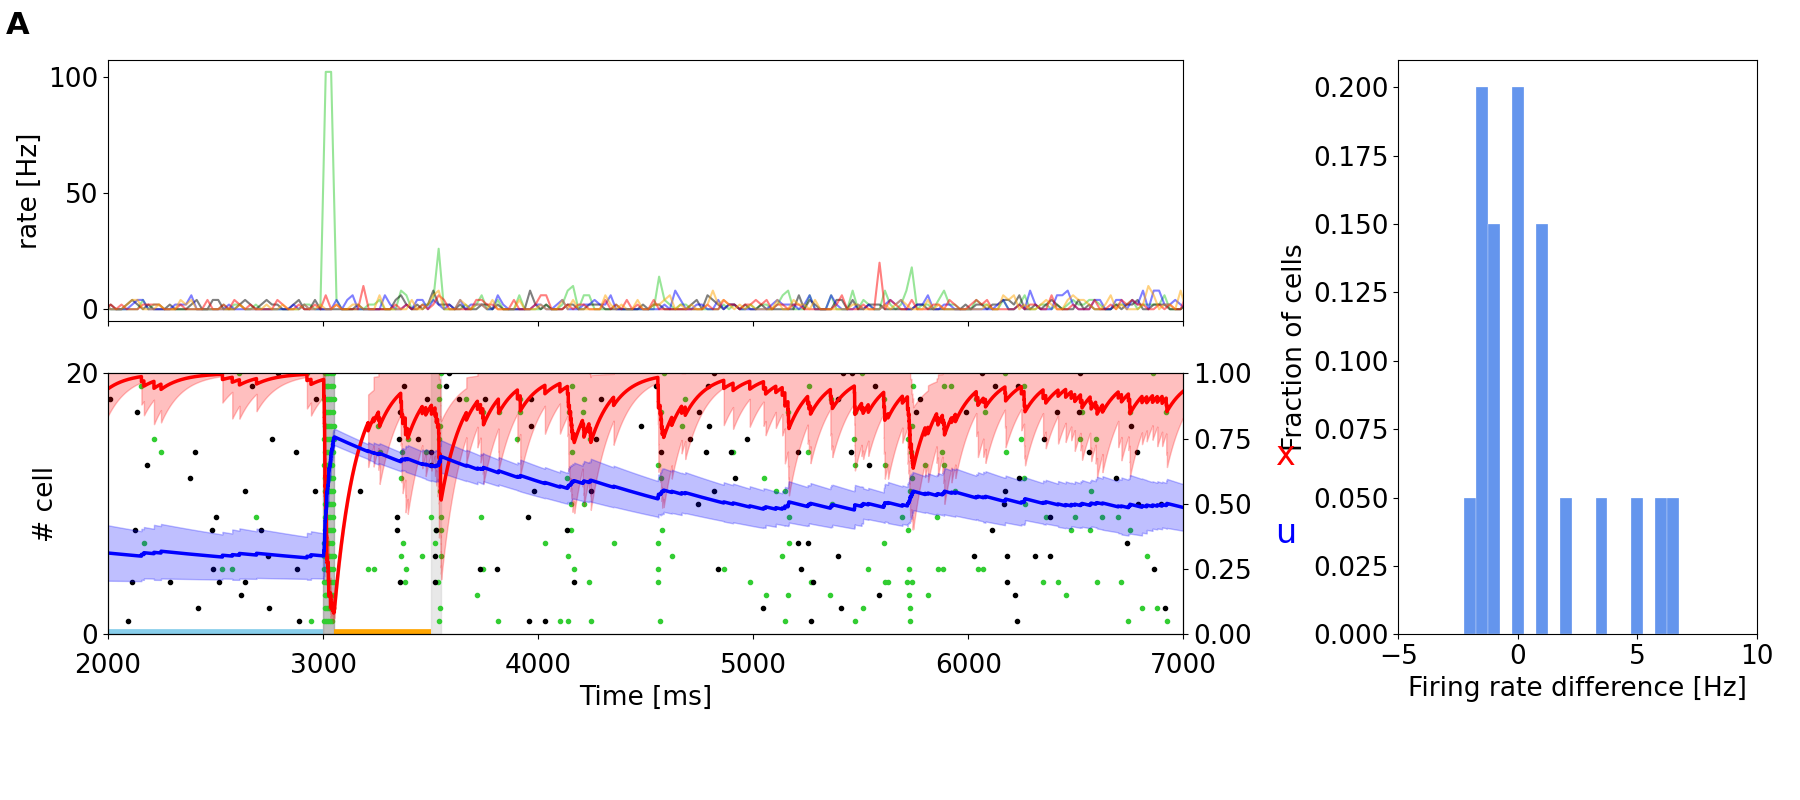 A
rate [Hz]
100
50
0
# cell
20
0
1.00
0.75
0.50
0.25
0.00
x
u
2000 3000 4000 5000 6000 7000
Time [ms]
Fraction of cells
0.200
0.175
0.150
0.125
0.100
0.075
0.050
0.025
0.000
−5 0 5 10
Firing rate difference [Hz]